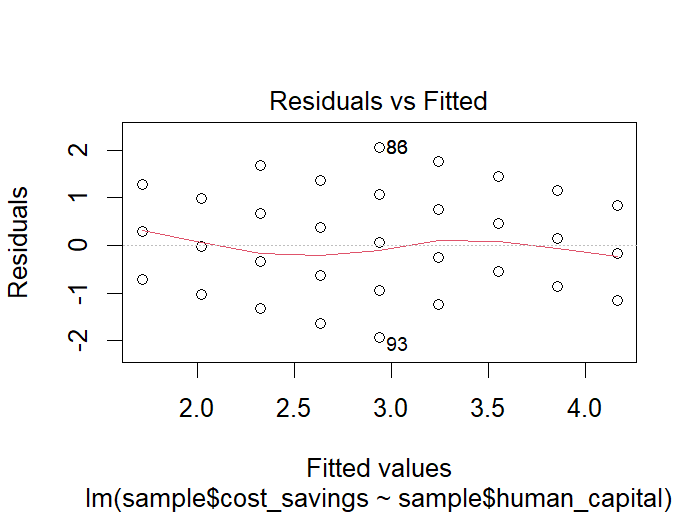 Residuals vs Fitted
Residuals
2
1
0
-1
-2
93
2.0 2.5 3.0 3.5 4.0
Fitted values
lm(sample$cost_savings ~ sample$human_capital)